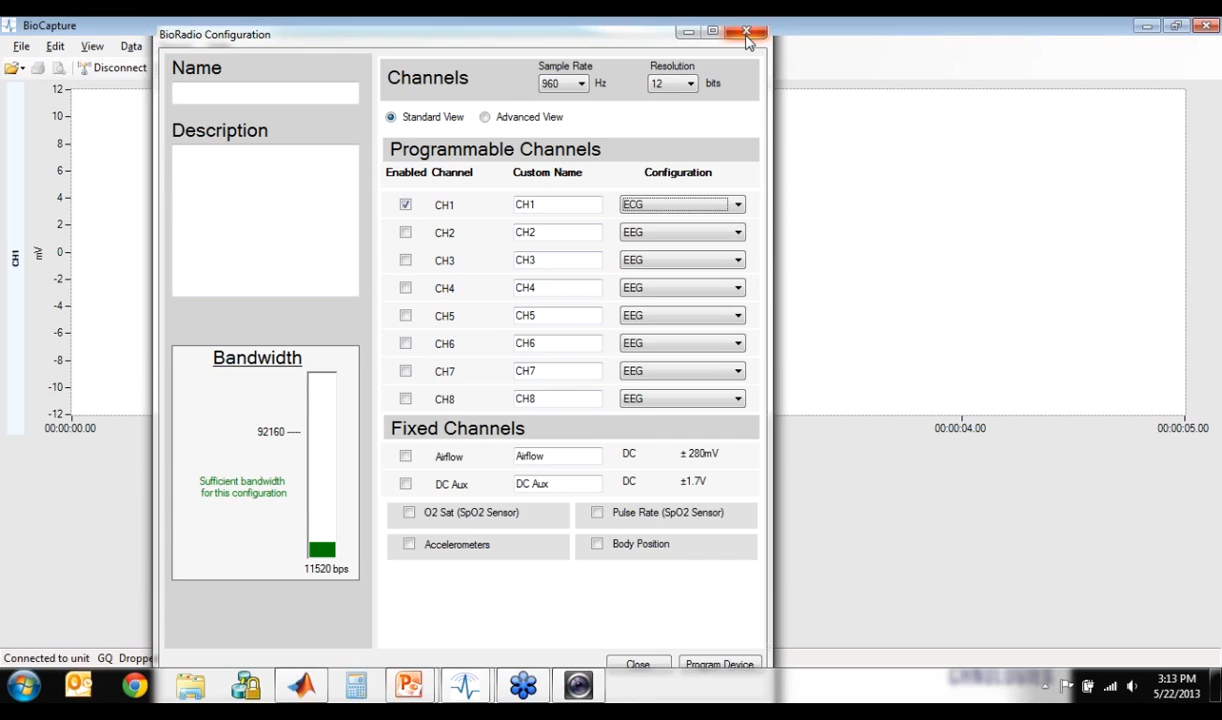 BioCapture
BioRadio Configuration
File Edit View Data
Disconnect
Name
Description
Channels
Sample Rate
960 Hz
Resolution
12 bits
Standard View Advanced View
Programmable Channels
Enabled Channel Custom Name Configuration
CH1 CH1 ECG
CH2 CH2 EEG
CH3 CH3 EEG
CH4 CH4 EEG
CH5 CH5 EEG
CH6 CH6 EEG
CH7 CH7 EEG
CH8 CH8 EEG
Fixed Channels
Airflow Airflow DC ± 280mV
DC Aux DC Aux DC ±1.7V
O2 Sat (SpO2 Sensor) Pulse Rate (SpO2 Sensor)
Accelerometers Body Position
Close Program Device
Bandwidth
92160
Sufficient bandwidth
for this configuration
11520 bps
CH1
mV
12
10
8
6
4
2
0
-2
-4
-6
-8
-10
-12
00:00:00.00 00:00:04.00 00:00:05.00
Connected to unit GQ Droppe
3:13 PM
5/22/2013